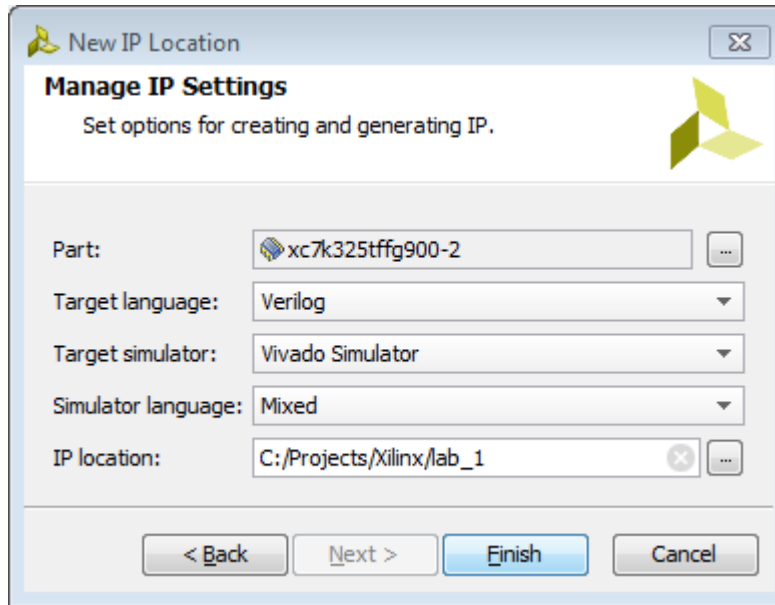 New IP Location
Manage IP Settings
Set options for creating and generating IP.
Part: xc7k325tffg900-2 ...
Target language: Verilog
Target simulator: Vivado Simulator
Simulator language: Mixed
IP location: C:/Projects/Xilinx/lab_1 ...
< Back Next > Finish Cancel